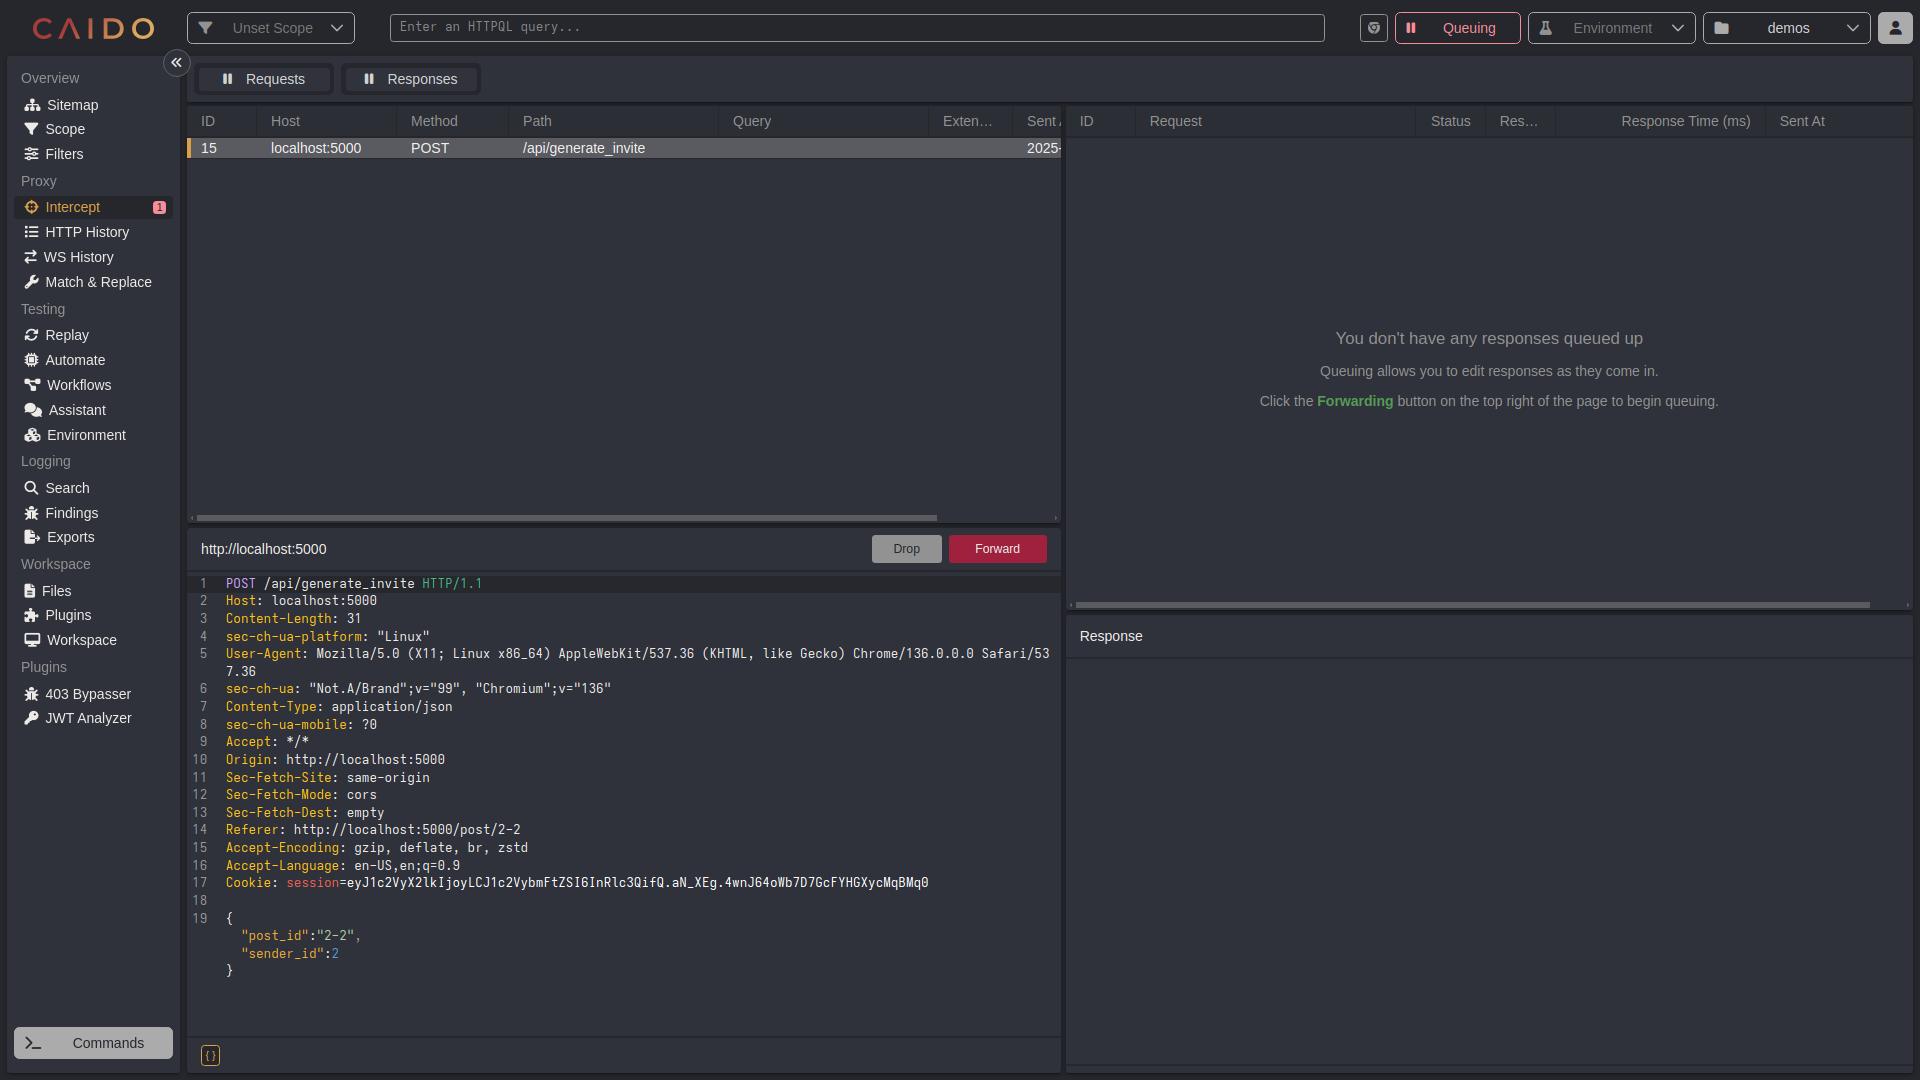 CAIDO
Unset Scope
Enter an HTTPQL query...
Queuing
Environment
demos
Overview
Sitemap
Scope
Filters
Proxy
Intercept 1
HTTP History
WS History
Match & Replace
Testing
Replay
Automate
Workflows
Assistant
Environment
Logging
Search
Findings
Exports
Workspace
Files
Plugins
Workspace
Plugins
403 Bypasser
JWT Analyzer
Commands
Requests
Responses
ID Host Method Path Query Exten... Sent A
15 localhost:5000 POST /api/generate_invite 2025-
http://localhost:5000
Drop
Forward
1 POST /api/generate_invite HTTP/1.1
2 Host: localhost:5000
3 Content-Length: 31
4 sec-ch-ua-platform: "Linux"
5 User-Agent: Mozilla/5.0 (X11; Linux x86_64) AppleWebKit/537.36 (KHTML, like Gecko) Chrome/136.0.0.0 Safari/53
7.36
6 sec-ch-ua: "Not.A/Brand";v="99", "Chromium";v="136"
7 Content-Type: application/json
8 sec-ch-ua-mobile: ?0
9 Accept: */*
10 Origin: http://localhost:5000
11 Sec-Fetch-Site: same-origin
12 Sec-Fetch-Mode: cors
13 Sec-Fetch-Dest: empty
14 Referer: http://localhost:5000/post/2-2
15 Accept-Encoding: gzip, deflate, br, zstd
16 Accept-Language: en-US,en;q=0.9
17 Cookie: session=eyJ1c2VyX2lkIjoyLCJ1c2VybmFtZSI6InRlc3QifQ.aN_XEg.4wnJ64oWb7D7GcFYHGXycMqBMq0
18
19 {
"post_id":"2-2",
"sender_id":2
}
{}
ID Request Status Res... Response Time (ms) Sent At
You don't have any responses queued up
Queuing allows you to edit responses as they come in.
Click the Forwarding button on the top right of the page to begin queuing.
Response